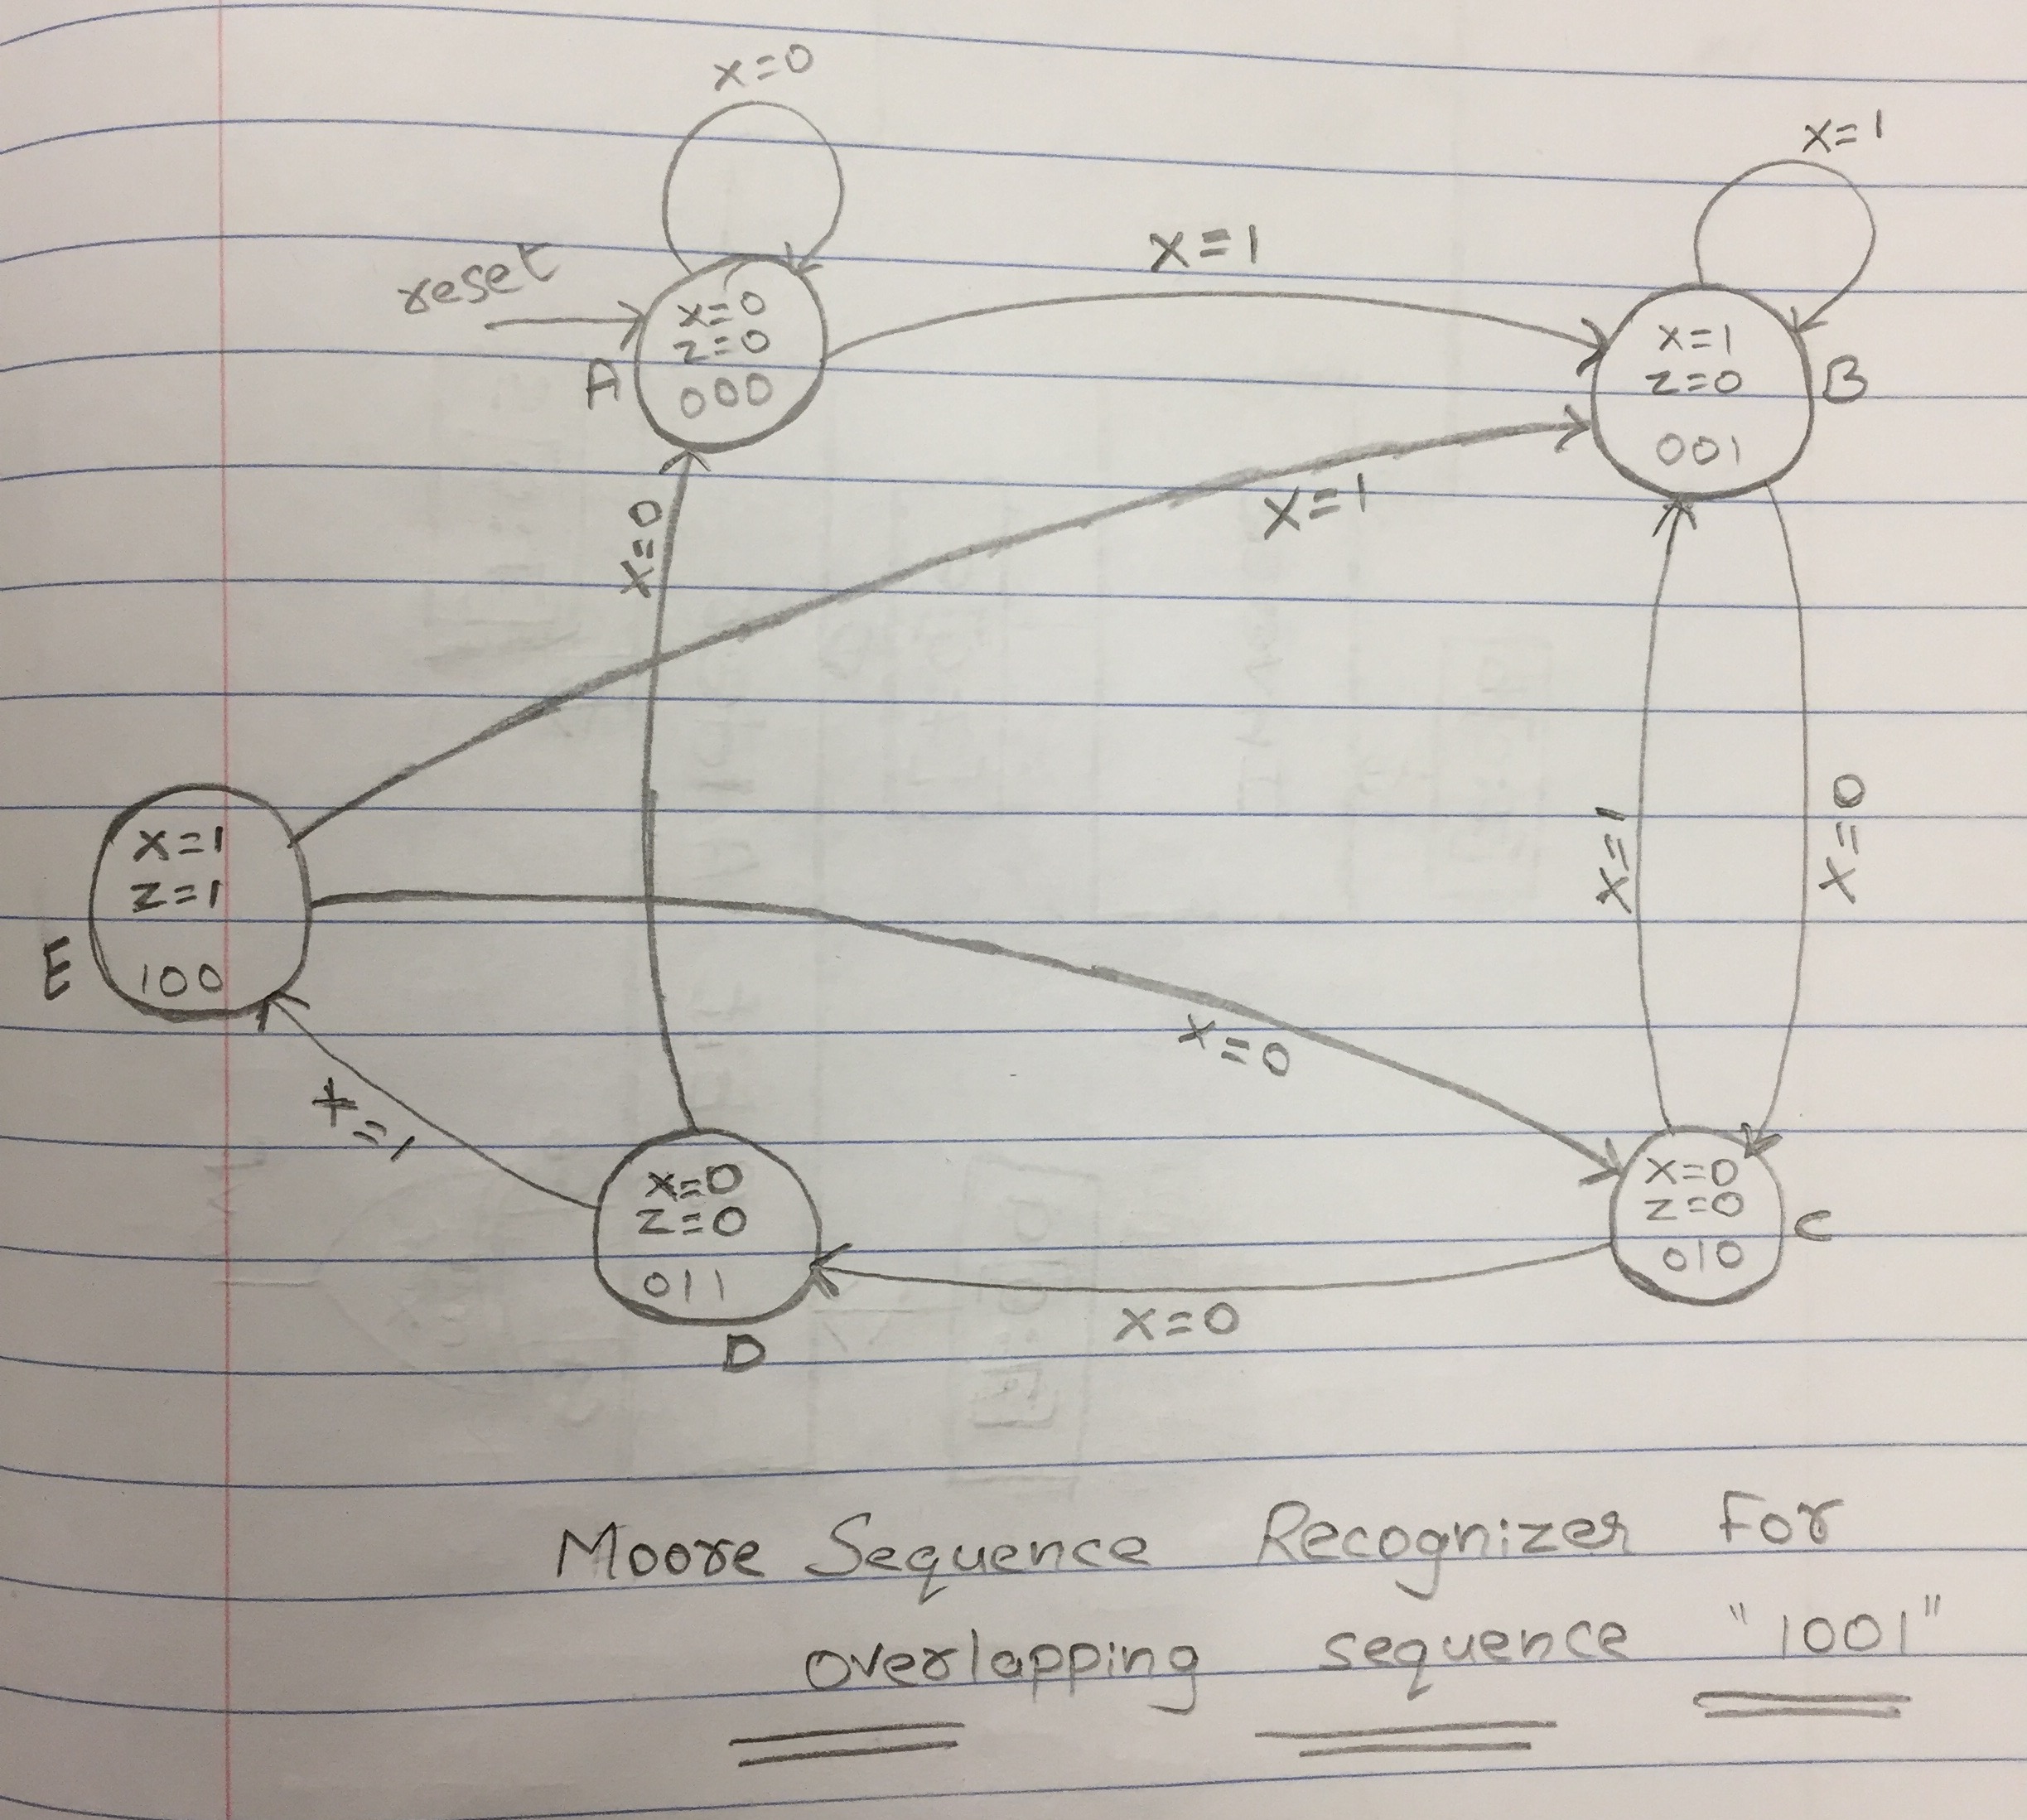 x=0
x=1
reset
x=1
x=0
z=0
000
A
x=1
z=0
001
B
x=0
x=1
x=1
x=0
x=1
z=1
100
E
x=0
x=1
x=0
z=0
011
D
x=0
z=0
010
C
x=0
Moore Sequence Recognizer For
overlapping sequence "1001"